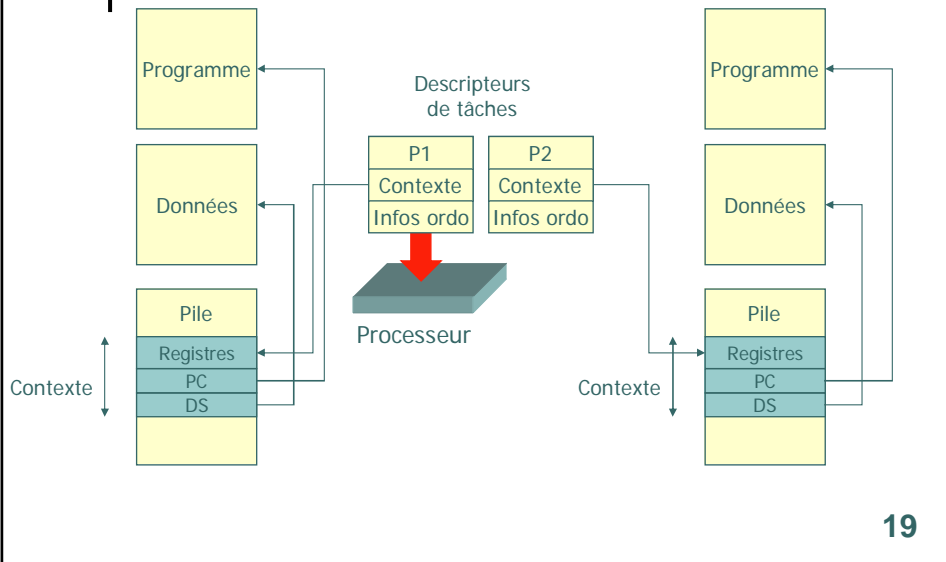 Programme
Données
Pile
Registres
PC
DS
Contexte
Descripteurs
de tâches
P1
Contexte
Infos ordo
P2
Contexte
Infos ordo
Processeur
Programme
Données
Pile
Registres
PC
DS
Contexte
19